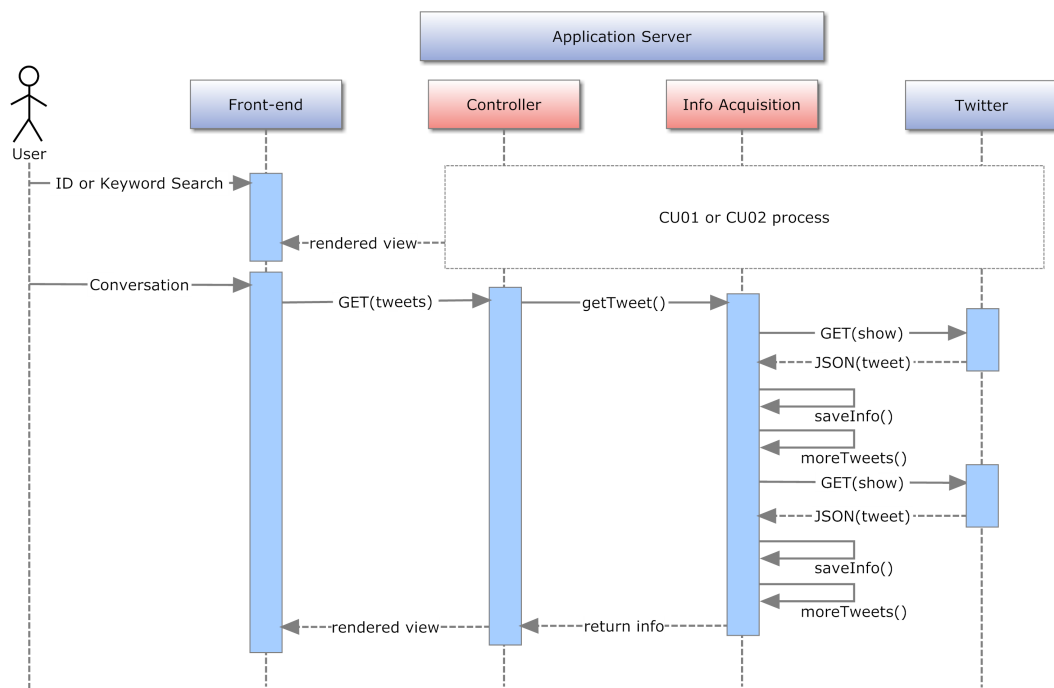 Application Server
Front-end
Controller
Info Acquisition
Twitter
User
ID or Keyword Search
CU01 or CU02 process
rendered view
Conversation
GET(tweets)
getTweet()
GET(show)
JSON(tweet)
saveInfo()
moreTweets()
GET(show)
JSON(tweet)
saveInfo()
moreTweets()
rendered view
return info